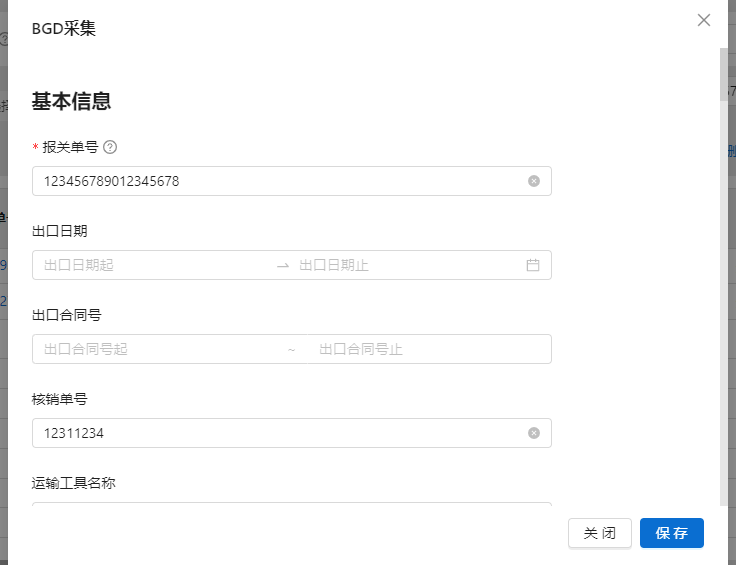 BGD采集
基本信息
* 报关单号
123456789012345678
出口日期
出口日期起 → 出口日期止
出口合同号
出口合同号起 ~ 出口合同号止
核销单号
12311234
运输工具名称
关闭 保存